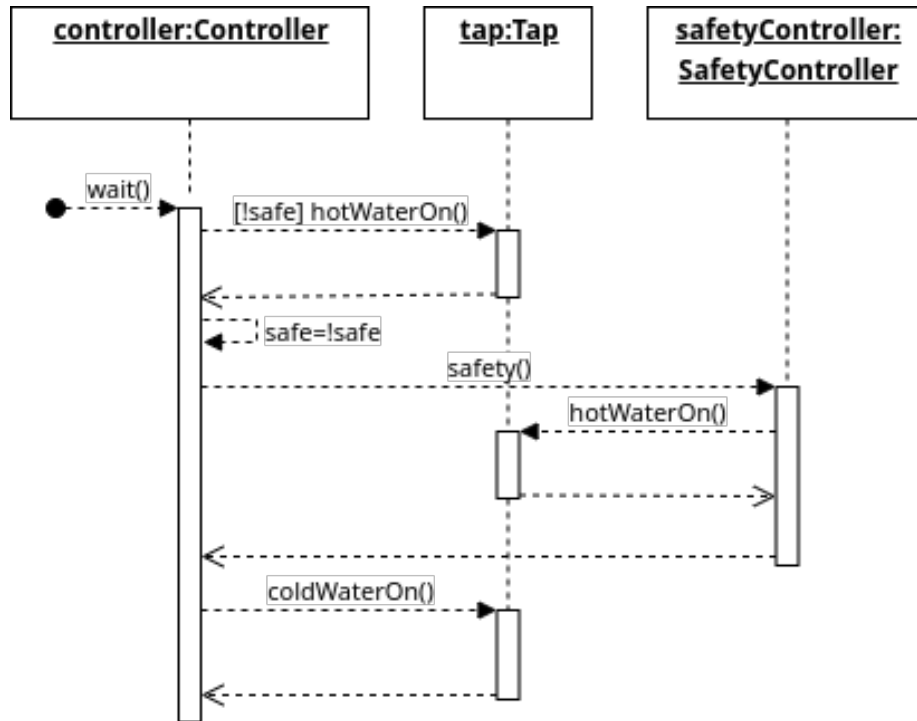 controller:Controller
tap:Tap
safetyController:
SafetyController
wait()
[!safe] hotWaterOn()
safe=!safe
safety()
hotWaterOn()
coldWaterOn()